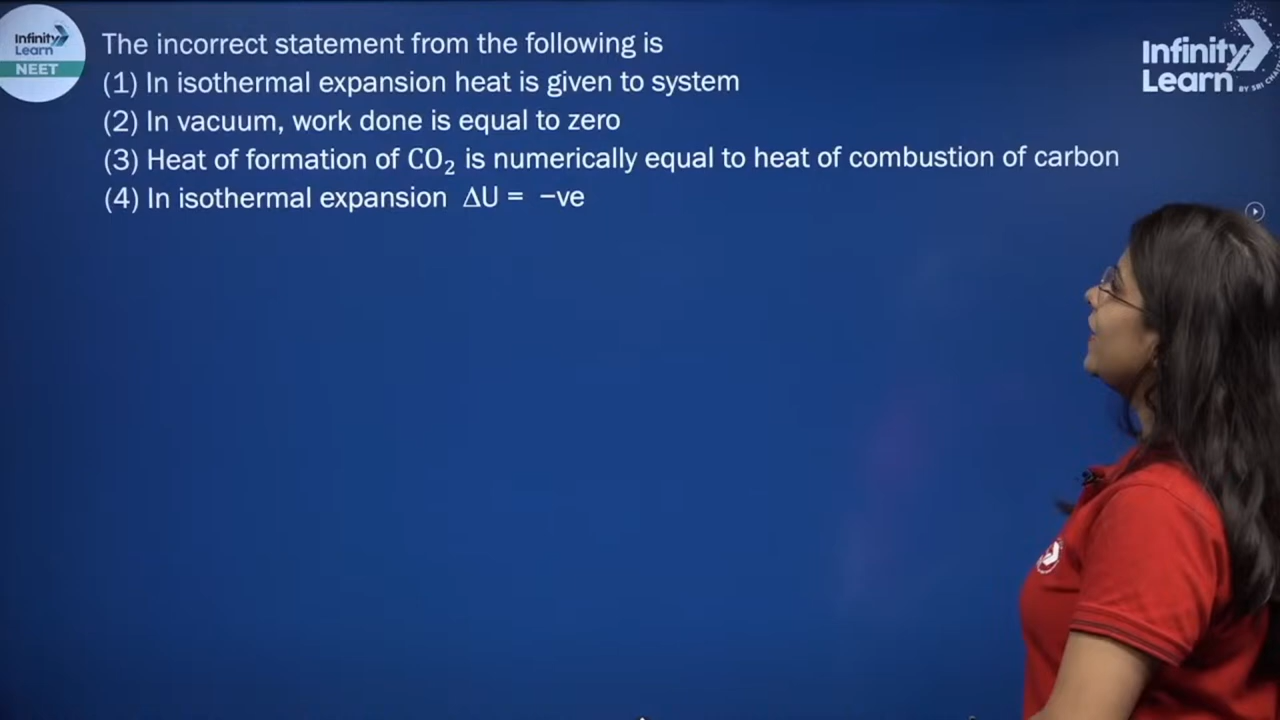 Infinity
Learn
NEET
The incorrect statement from the following is
(1) In isothermal expansion heat is given to system
(2) In vacuum, work done is equal to zero
(3) Heat of formation of CO₂ is numerically equal to heat of combustion of carbon
(4) In isothermal expansion ΔU = −ve
Infinity
Learn
BY SRI